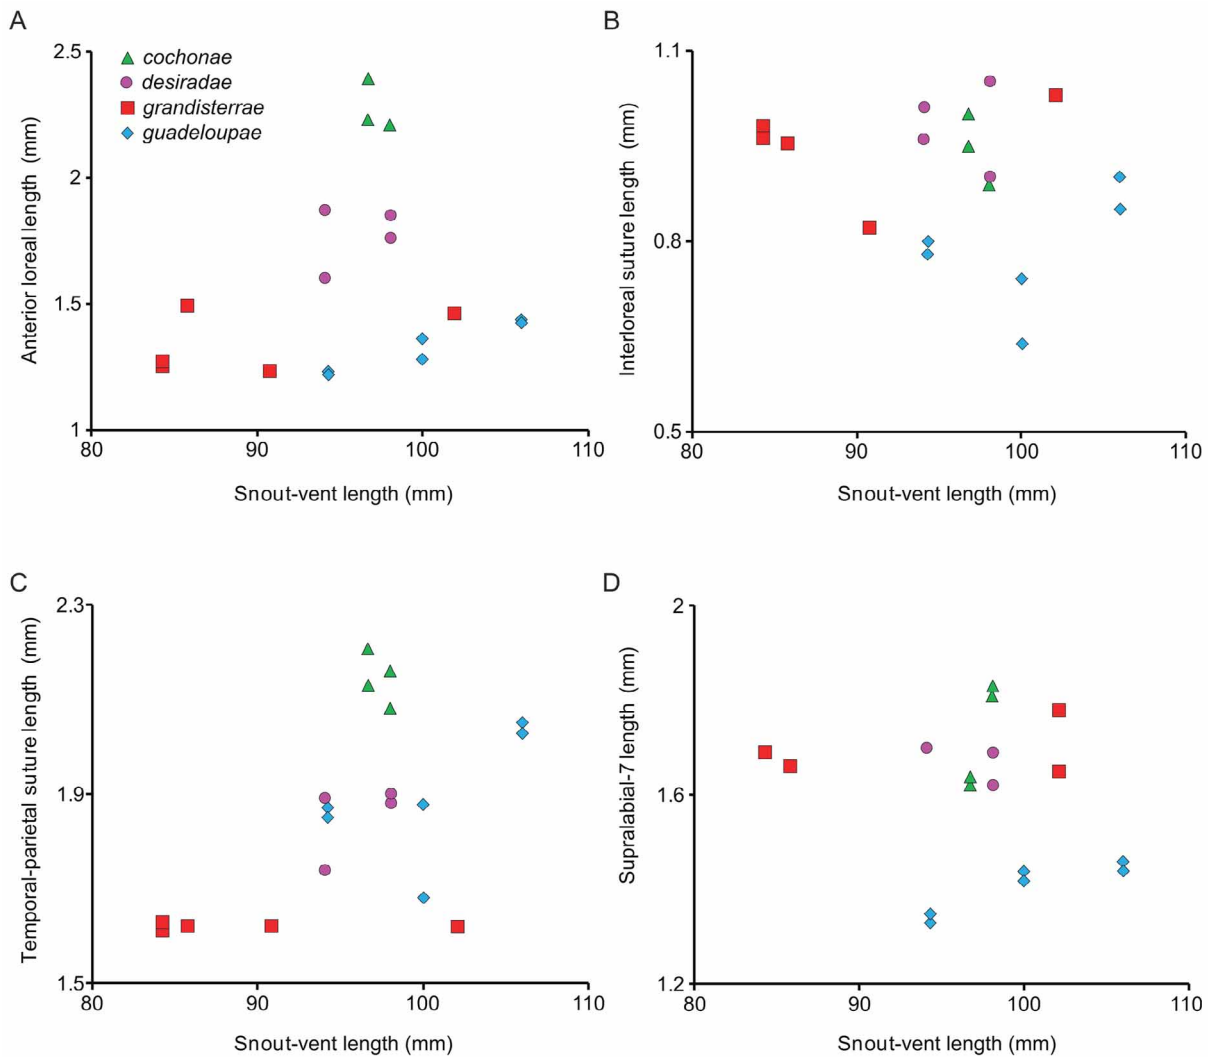 A
2.5
2
1.5
1
80
90
100
110
Anterior loreal length (mm)
Snout-vent length (mm)
cochonae
desiradae
grandisterrae
guadeloupae
B
1.1
0.8
0.5
80
90
100
110
Interloreal suture length (mm)
Snout-vent length (mm)
C
2.3
1.9
1.5
80
90
100
110
Temporal-parietal suture length (mm)
Snout-vent length (mm)
D
2
1.6
1.2
80
90
100
110
Supralabial-7 length (mm)
Snout-vent length (mm)